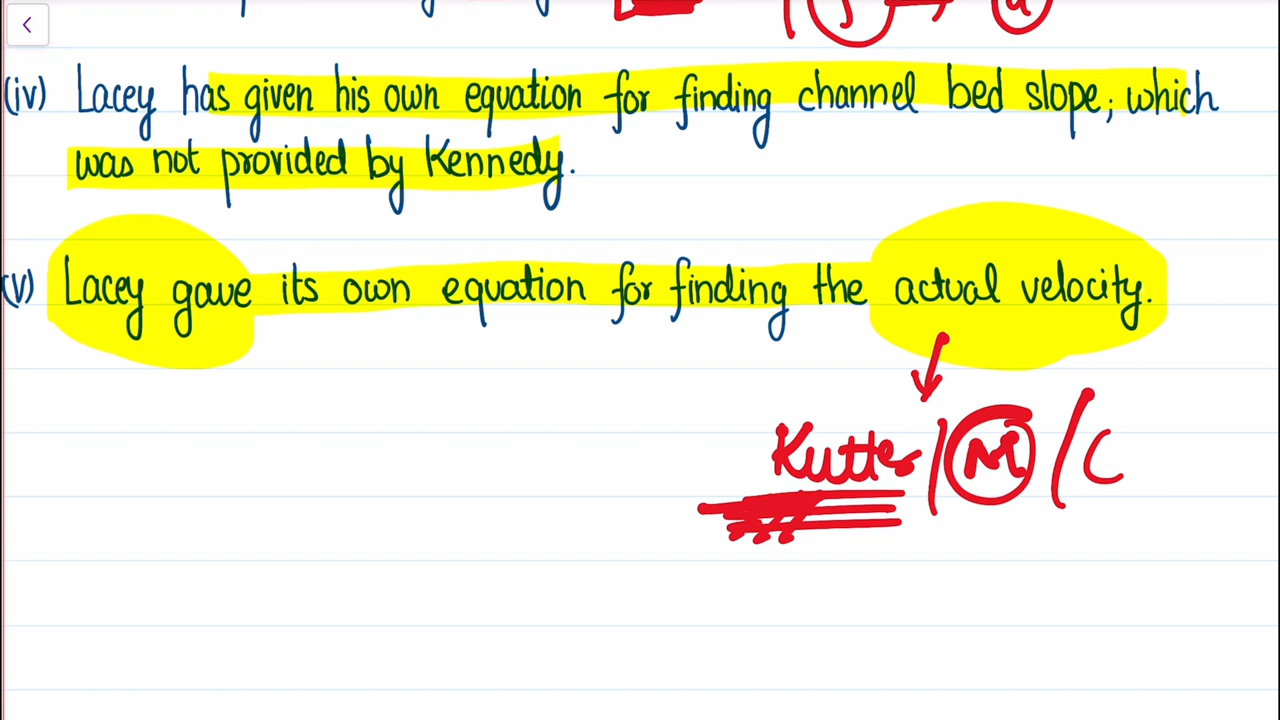 (iv) Lacey has given his own equation for finding channel bed slope; which
was not provided by Kennedy.
(v) Lacey gave its own equation for finding the actual velocity.
Kutter / M / C